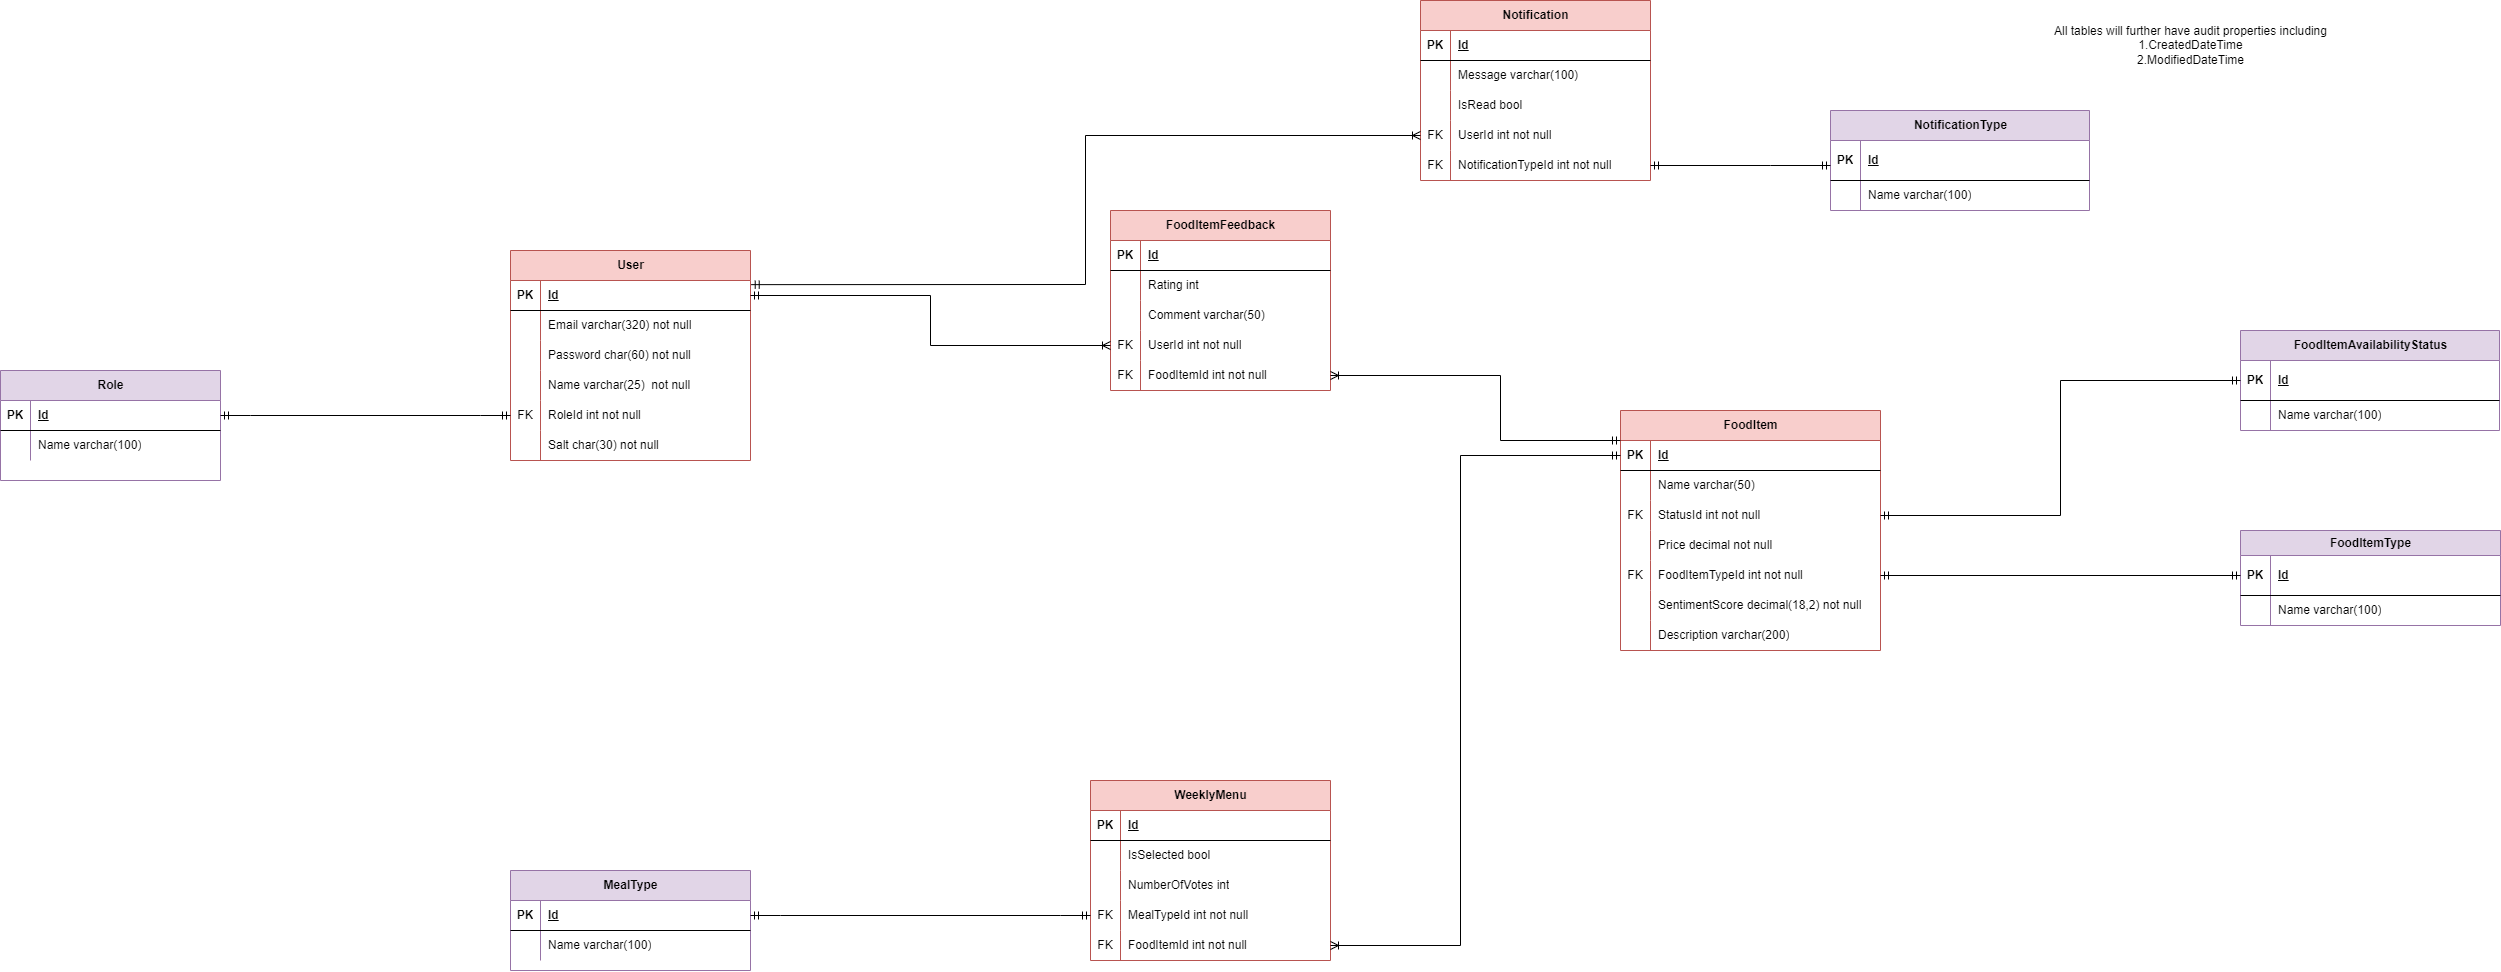 Notification
PK Id
Message varchar(100)
IsRead bool
FK UserId int not null
FK NotificationTypeId int not null
All tables will further have audit properties including
1.CreatedDateTime
2.ModifiedDateTime
NotificationType
PK Id
Name varchar(100)
FoodItemFeedback
PK Id
Rating int
Comment varchar(50)
FK UserId int not null
FK FoodItemId int not null
User
PK Id
Email varchar(320) not null
Password char(60) not null
Name varchar(25)  not null
FK RoleId int not null
Salt char(30) not null
Role
PK Id
Name varchar(100)
FoodItemAvailabilityStatus
PK Id
Name varchar(100)
FoodItem
PK Id
Name varchar(50)
FK StatusId int not null
Price decimal not null
FK FoodItemTypeId int not null
SentimentScore decimal(18,2) not null
Description varchar(200)
FoodItemType
PK Id
Name varchar(100)
WeeklyMenu
PK Id
IsSelected bool
NumberOfVotes int
FK MealTypeId int not null
FK FoodItemId int not null
MealType
PK Id
Name varchar(100)